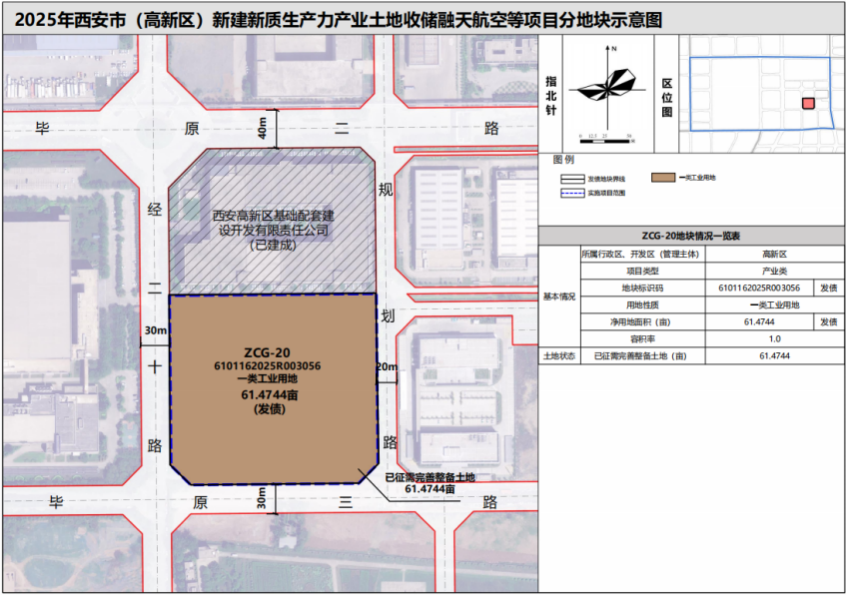 2025年西安市（高新区）新建新质生产力产业土地收储融天航空等项目分地块示意图
毕原二路
40m
西安高新区基础配套建
设开发有限责任公司
(已建成)
经二十路
规划路
30m
20m
ZCG-20
6101162025R003056
一类工业用地
61.4744亩
(发债)
已征需完善整备土地
61.4744亩
30m
毕原三路
指北针
N
区位图
图例
发债地块界线
一类工业用地
实施项目范围
ZCG-20地块情况一览表
基本情况
所属行政区、开发区（管理主体） 高新区
项目类型 产业类
地块标识码 6101162025R003056 发债
用地性质 一类工业用地
净用地面积（亩） 61.4744 发债
容积率 1.0
土地状态 已征需完善整备土地（亩） 61.4744